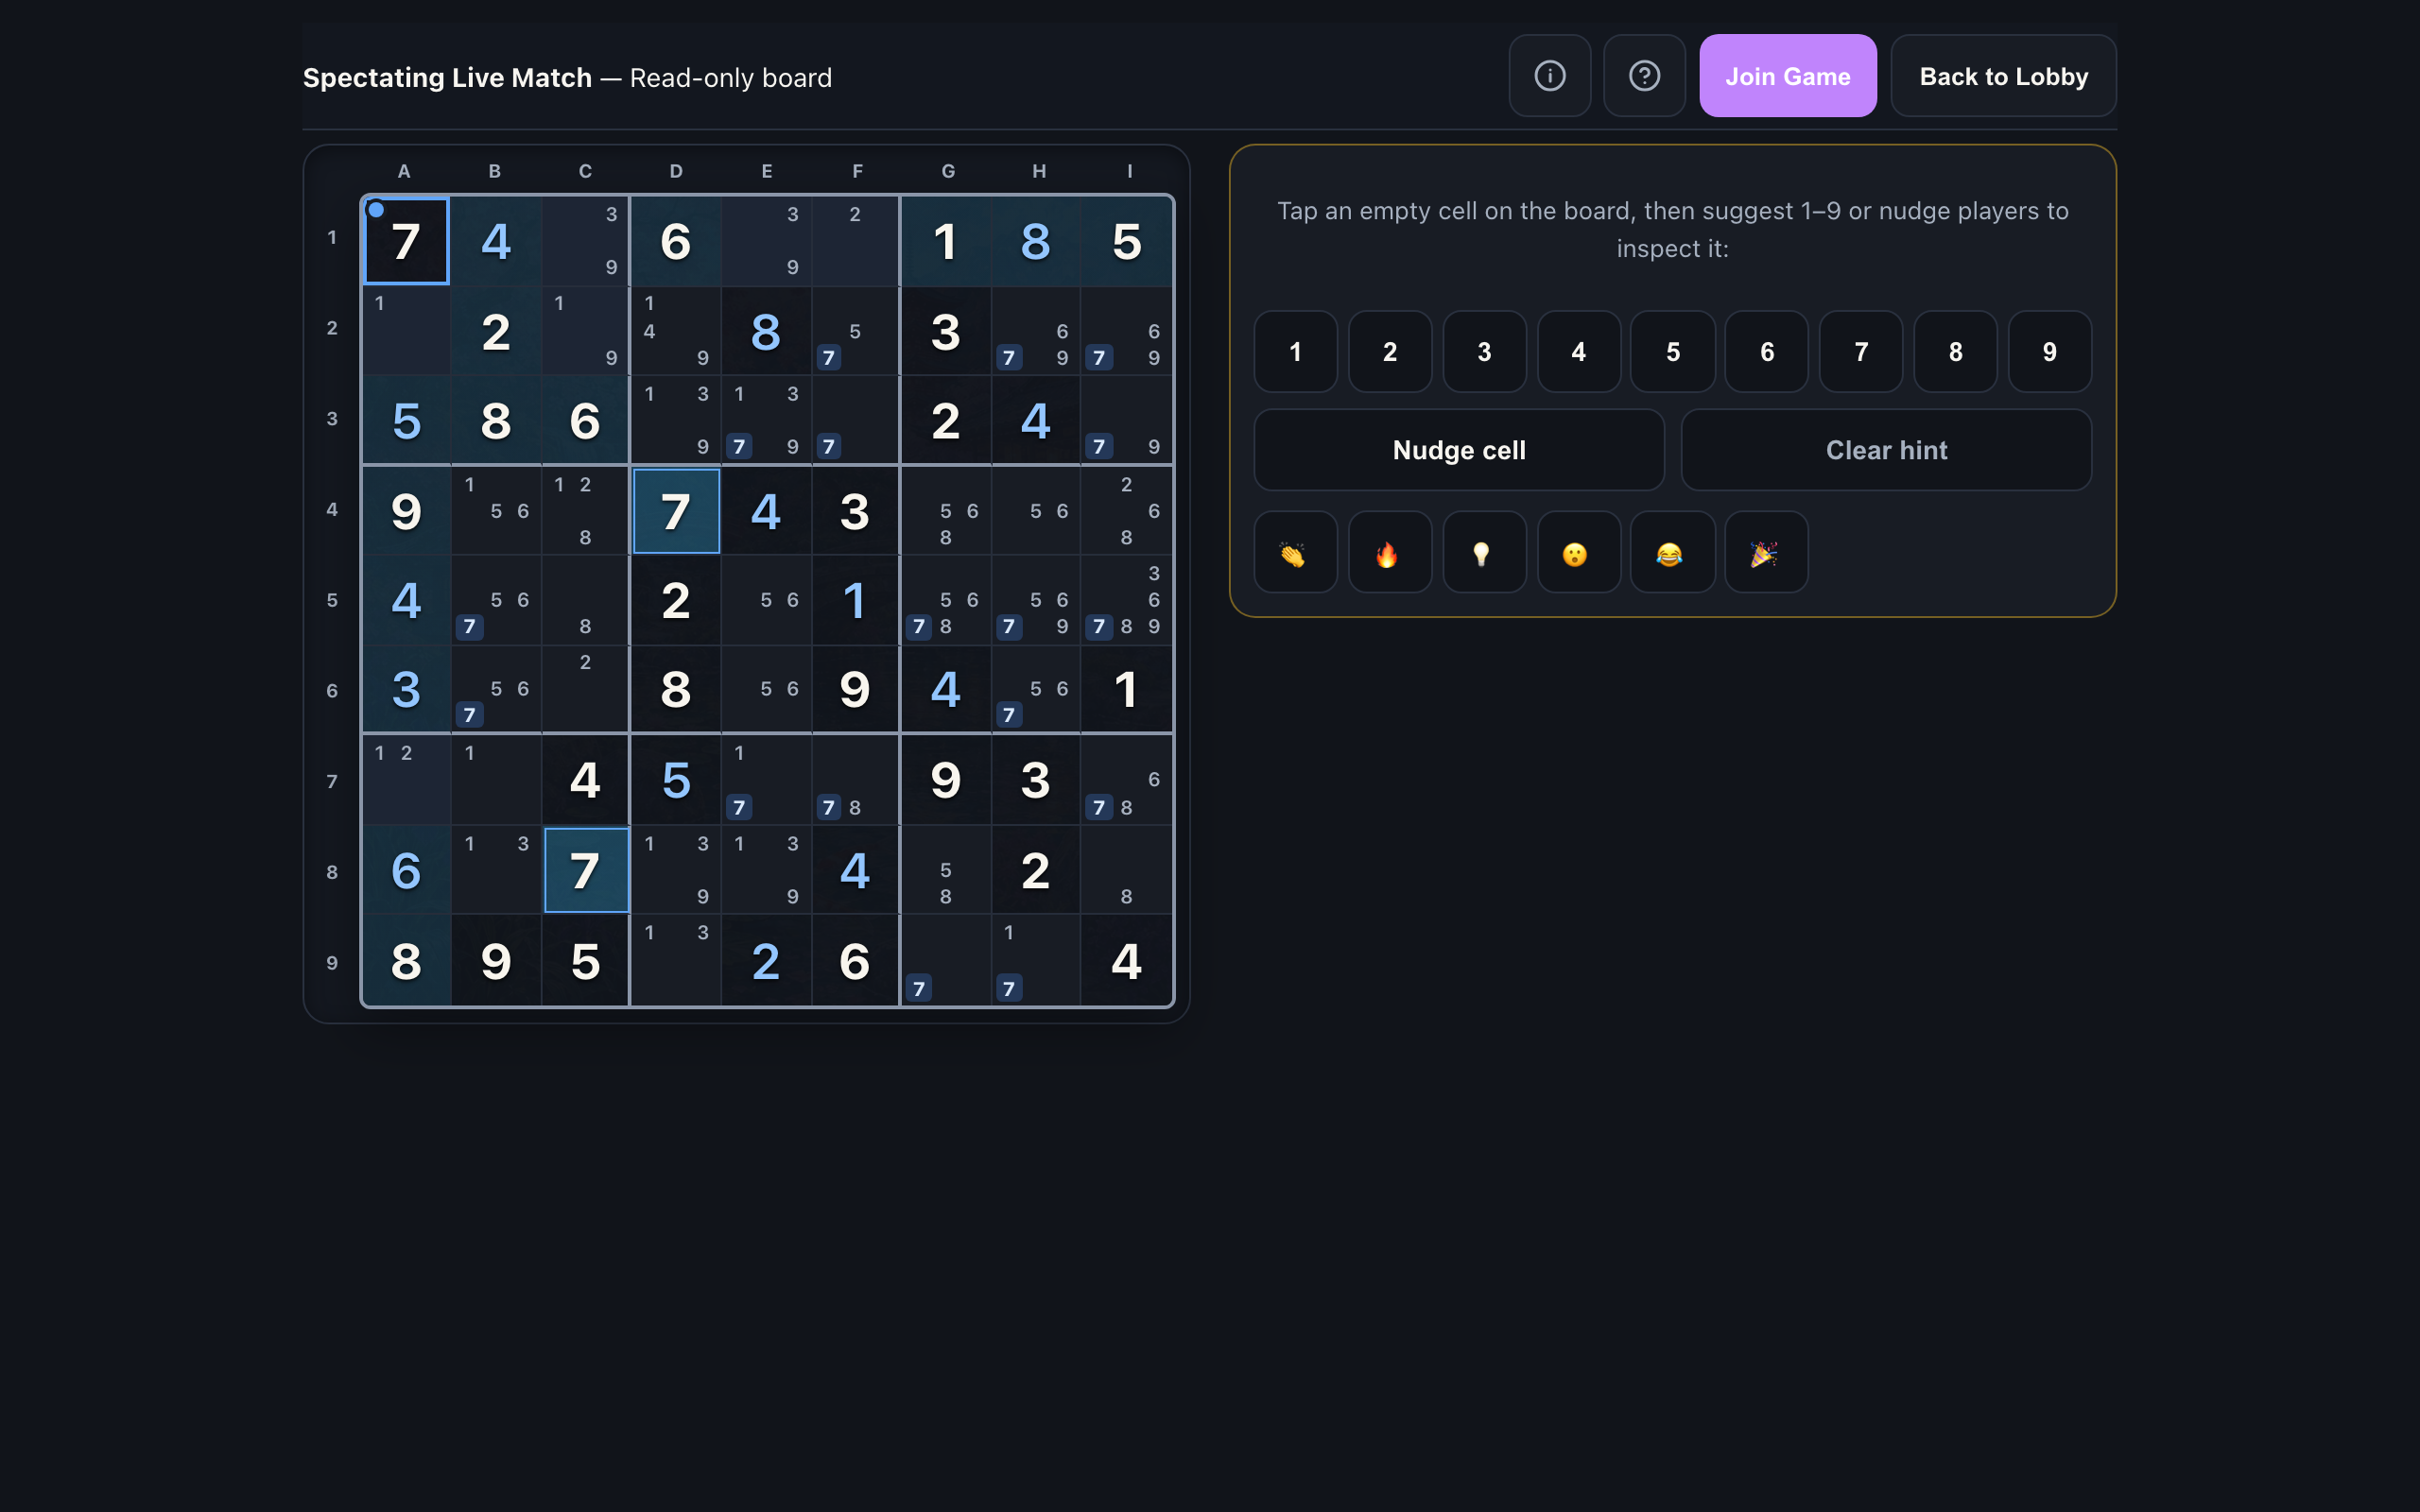 Spectating Live Match — Read-only board
Join Game
Back to Lobby
A B C D E F G H I
1 7 4 3 9 6 3 9 2 1 8 5
2 1 2 1 9 1 4 9 8 5 7 3 6 7 9 6 7 9
3 5 8 6 1 3 9 1 3 7 9 7 2 4 7 9
4 9 1 5 6 1 2 8 7 4 3 5 6 8 5 6 2 6 8
5 4 5 6 7 8 2 5 6 1 5 6 7 8 5 6 7 9 3 6 7 8 9
6 3 5 6 7 2 8 5 6 9 4 5 6 7 1
7 1 2 1 4 5 1 7 7 8 9 3 6 7 8
8 6 1 3 7 1 3 9 1 3 9 4 5 8 2 8
9 8 9 5 1 3 2 6 7 1 7 4
Tap an empty cell on the board, then suggest 1–9 or nudge players to
inspect it:
1 2 3 4 5 6 7 8 9
Nudge cell
Clear hint